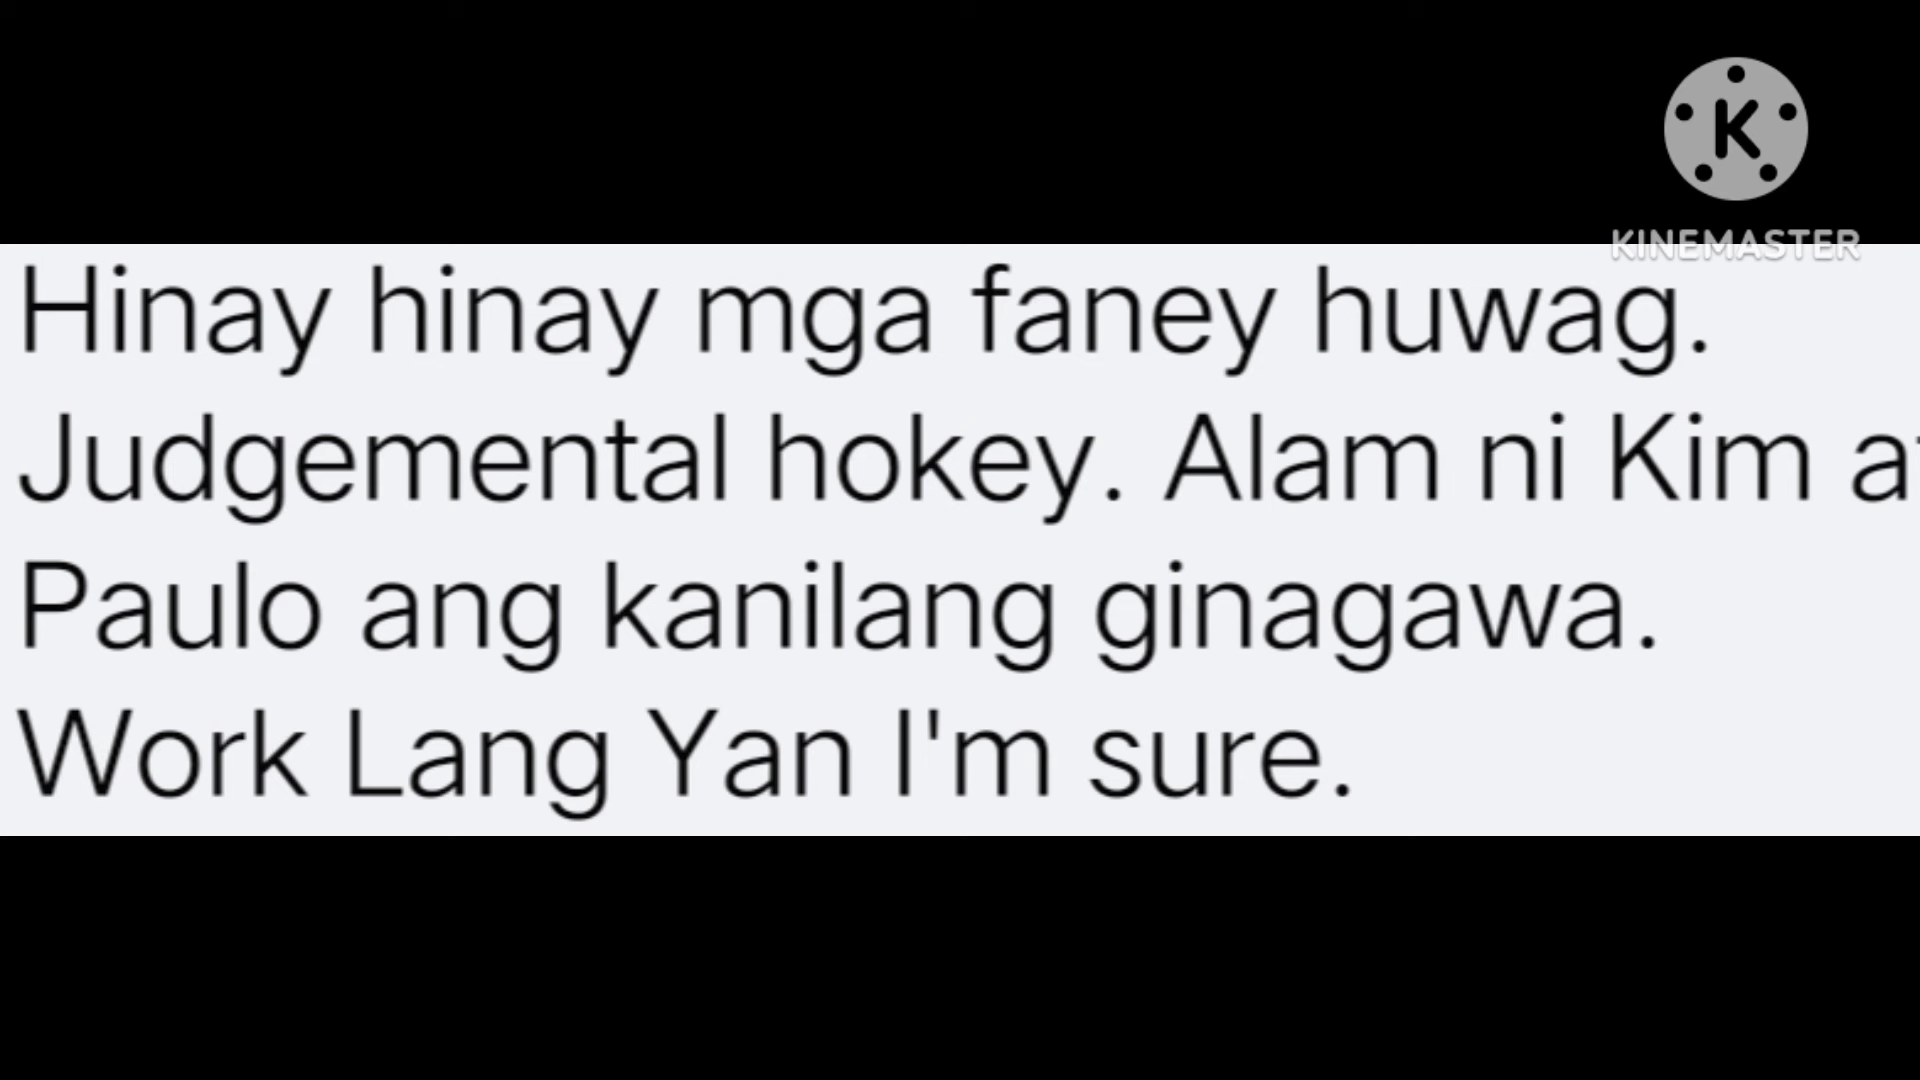 K
KINEMASTER
Hinay hinay mga faney huwag.
Judgemental hokey. Alam ni Kim
Paulo ang kanilang ginagawa.
Work Lang Yan I'm sure.